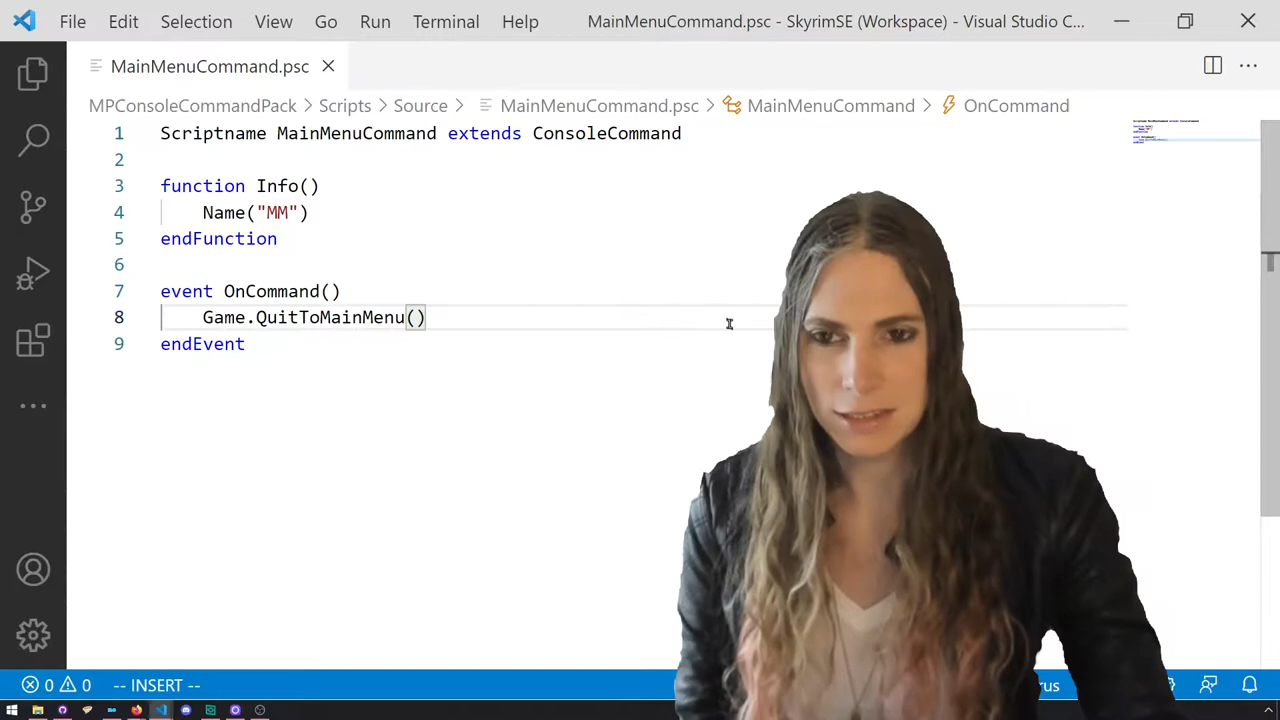 File Edit Selection View Go Run Terminal Help MainMenuCommand.psc - SkyrimSE (Workspace) - Visual Studio C...
MainMenuCommand.psc
MPConsoleCommandPack > Scripts > Source > MainMenuCommand.psc > MainMenuCommand > OnCommand
1 Scriptname MainMenuCommand extends ConsoleCommand
2
3 function Info()
4 Name("MM")
5 endFunction
6
7 event OnCommand()
8 Game.QuitToMainMenu()
9 endEvent
0 0 -- INSERT -- rus